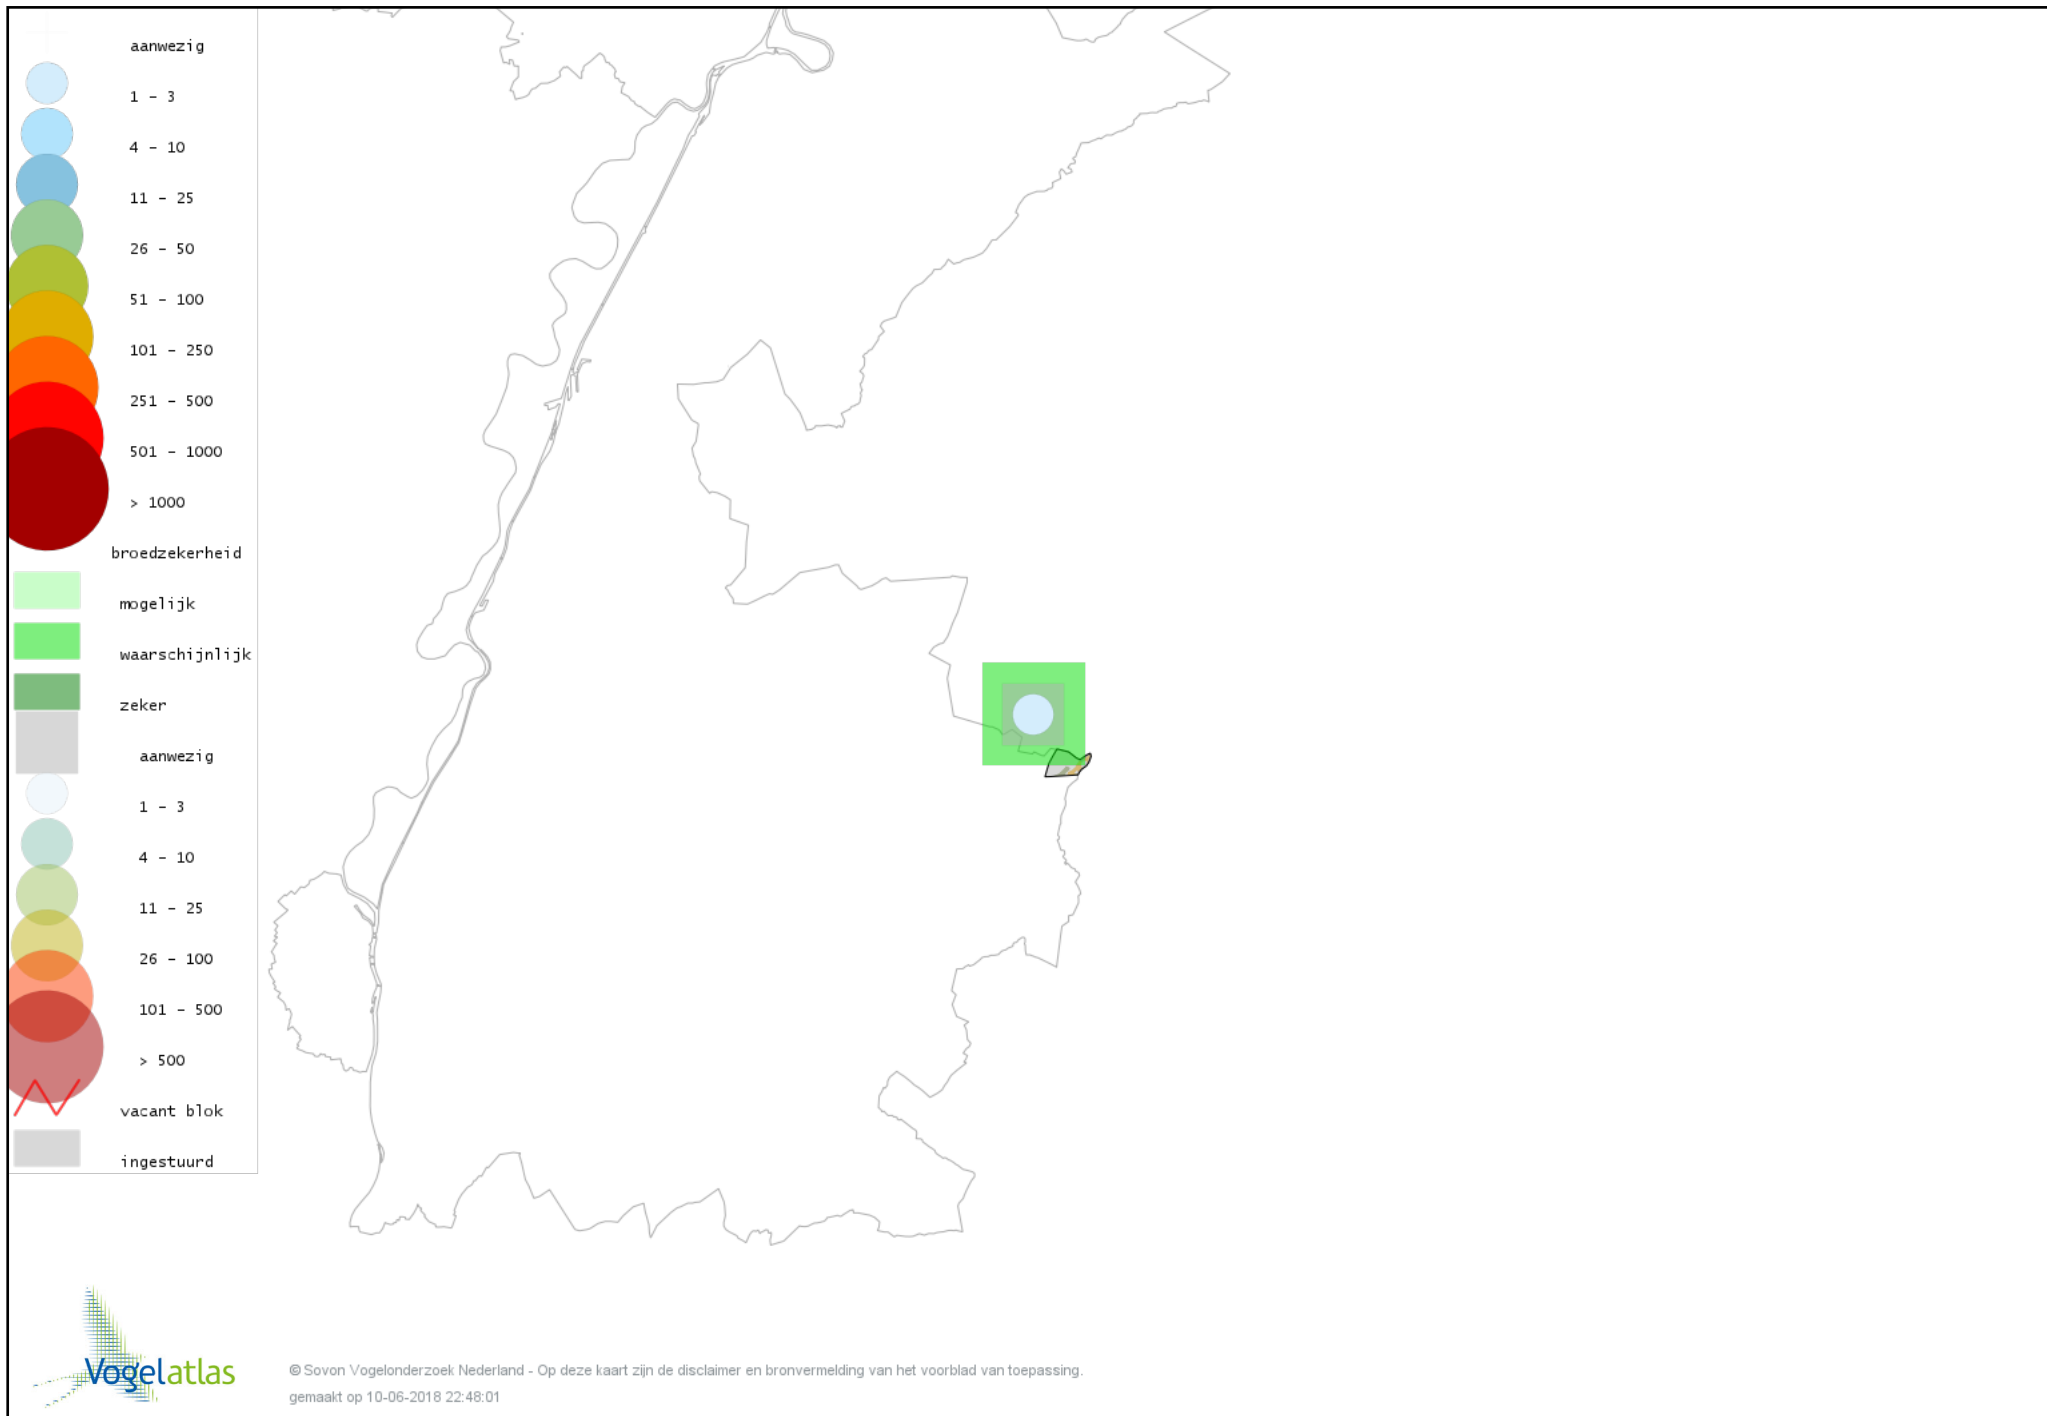 aanwezig
1 - 3
4 - 10
11 - 25
26 - 50
51 - 100
101 - 250
251 - 500
501 - 1000
> 1000
broedzekerheid
mogelijk
waarschijnlijk
zeker
aanwezig
1 - 3
4 - 10
11 - 25
26 - 100
101 - 500
> 500
vacant blok
ingestuurd
Vogelatlas
© Sovon Vogelonderzoek Nederland - Op deze kaart zijn de disclaimer en bronvermelding van het voorblad van toepassing.
gemaakt op 10-06-2018 22:48:01